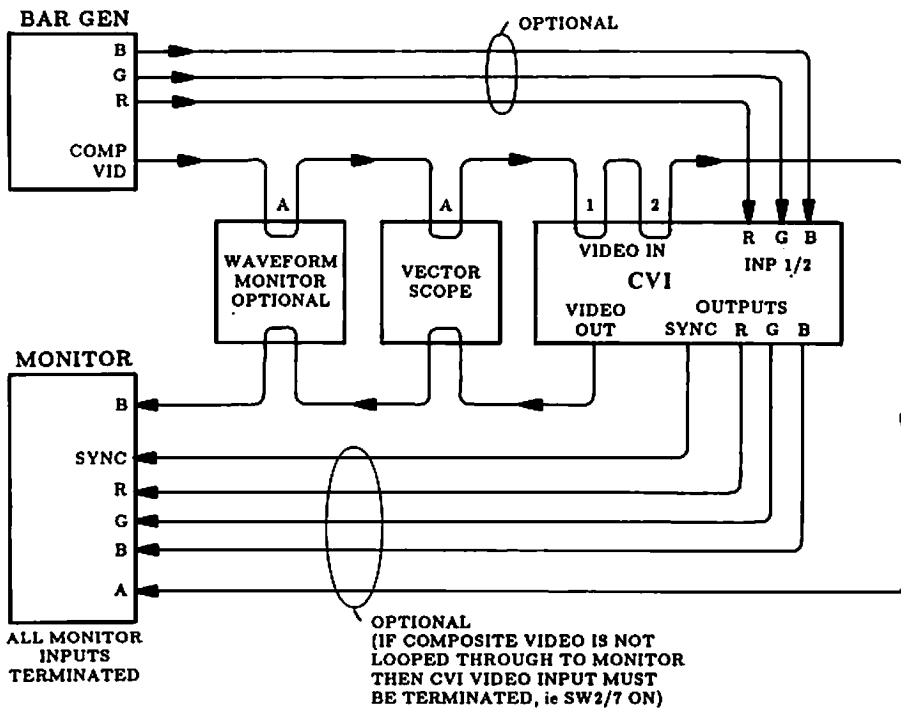 BAR GEN
OPTIONAL
B
G
R
COMP
VID
A
A
1
2
R G B
VIDEO IN
INP 1/2
CVI
WAVEFORM
MONITOR
OPTIONAL
VECTOR
SCOPE
VIDEO
OUT
OUTPUTS
SYNC R G B
MONITOR
B
SYNC
R
G
B
A
ALL MONITOR
INPUTS
TERMINATED
OPTIONAL
(IF COMPOSITE VIDEO IS NOT
LOOPED THROUGH TO MONITOR
THEN CVI VIDEO INPUT MUST
BE TERMINATED, ie SW2/7 ON)